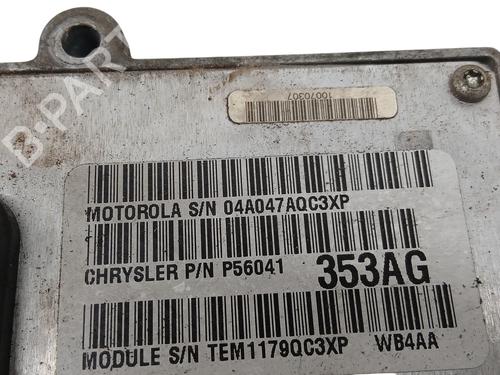 10070307
MOTOROLA S/N 04A047AQC3XP
CHRYSLER P/N P56041 353AG
MODULE S/N TEM1179QC3XP WB4AA
B-PARTS